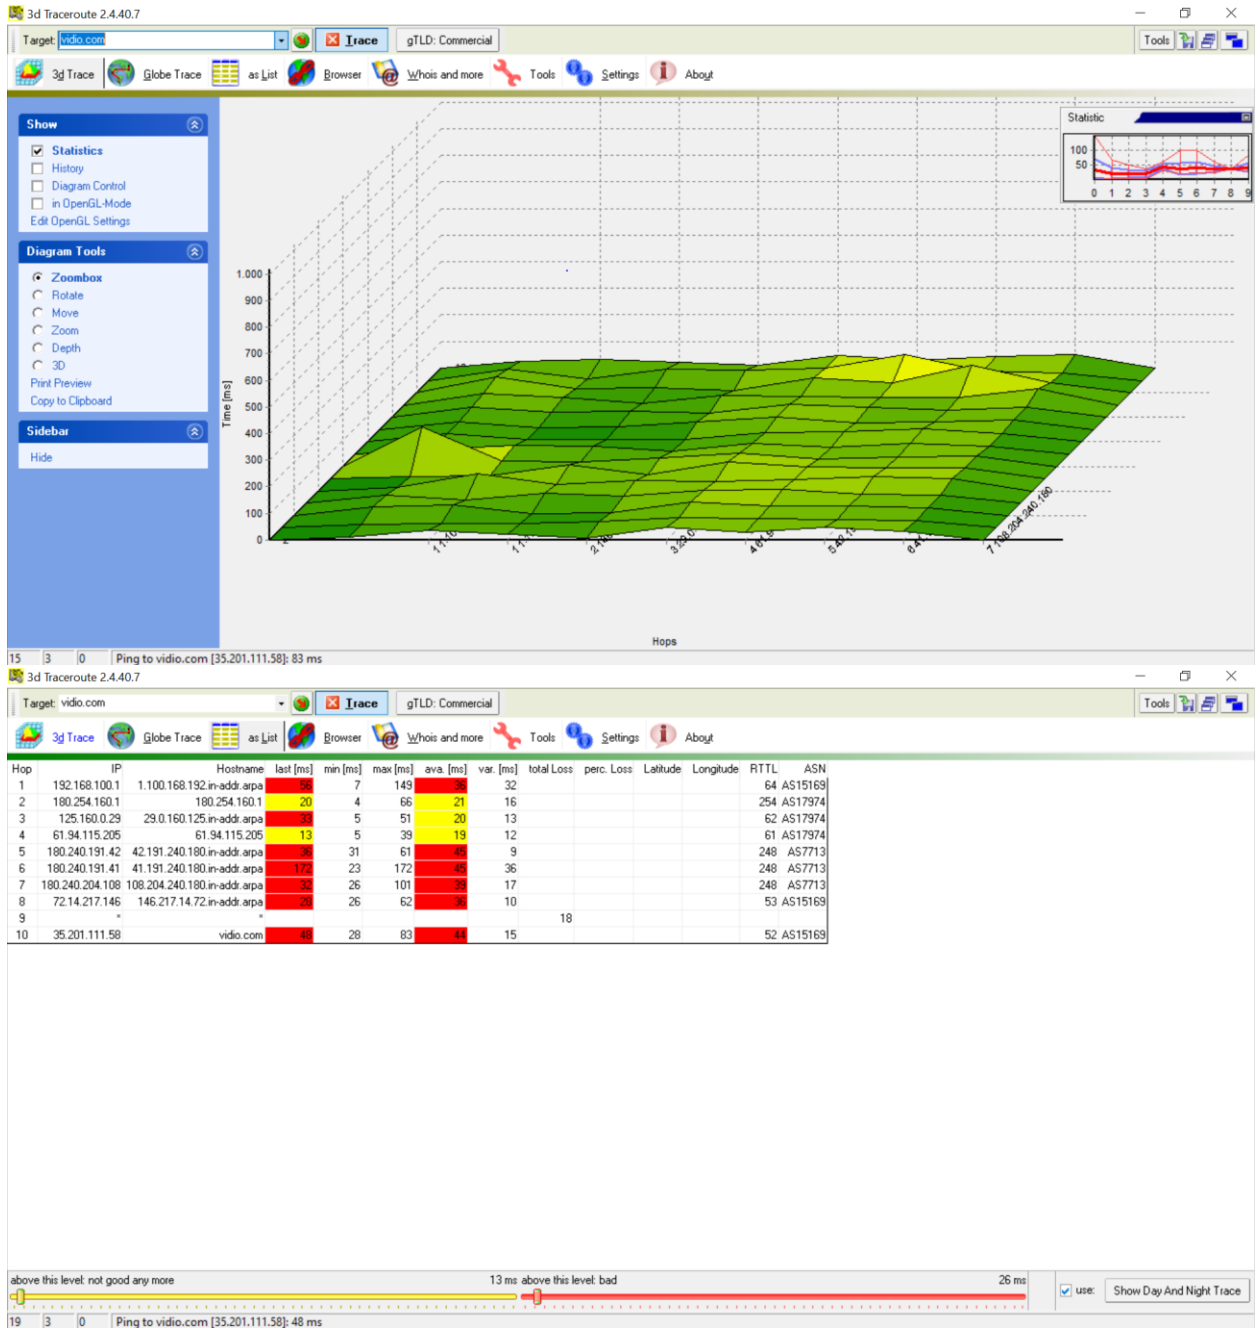 3d Traceroute 2.4.40.7
Target: vidio.com Trace gTLD: Commercial Tools
3d Trace Globe Trace as List Browser Whois and more Tools Settings About
Show
Statistics
History
Diagram Control
in OpenGL-Mode
Edit OpenGL Settings
Diagram Tools
Zoombox
Rotate
Move
Zoom
Depth
3D
Print Preview
Copy to Clipboard
Sidebar
Hide
Statistic
100
50
0 1 2 3 4 5 6 7 8 9
Time [ms]
1.000
900
800
700
600
500
400
300
200
100
0
7 108.204.240.180
Hops
15 3 0 Ping to vidio.com [35.201.111.58]: 83 ms
3d Traceroute 2.4.40.7
Target: vidio.com Trace gTLD: Commercial Tools
3d Trace Globe Trace as List Browser Whois and more Tools Settings About
Hop IP Hostname last [ms] min [ms] max [ms] ava. [ms] var. [ms] total Loss perc. Loss Latitude Longitude RTTL ASN
1 192.168.100.1 1.100.168.192.in-addr.arpa 56 7 149 36 32 64 AS15169
2 180.254.160.1 180.254.160.1 20 4 66 21 16 254 AS17974
3 125.160.0.29 29.0.160.125.in-addr.arpa 33 5 51 20 13 62 AS17974
4 61.94.115.205 61.94.115.205 13 5 39 19 12 61 AS17974
5 180.240.191.42 42.191.240.180.in-addr.arpa 36 31 61 45 9 248 AS7713
6 180.240.191.41 41.191.240.180.in-addr.arpa 172 23 172 45 36 248 AS7713
7 180.240.204.108 108.204.240.180.in-addr.arpa 32 26 101 39 17 248 AS7713
8 72.14.217.146 146.217.14.72.in-addr.arpa 28 26 62 36 10 53 AS15169
9 * * 18
10 35.201.111.58 vidio.com 48 28 83 44 15 52 AS15169
above this level: not good any more 13 ms above this level: bad 26 ms use: Show Day And Night Trace
19 3 0 Ping to vidio.com [35.201.111.58]: 48 ms